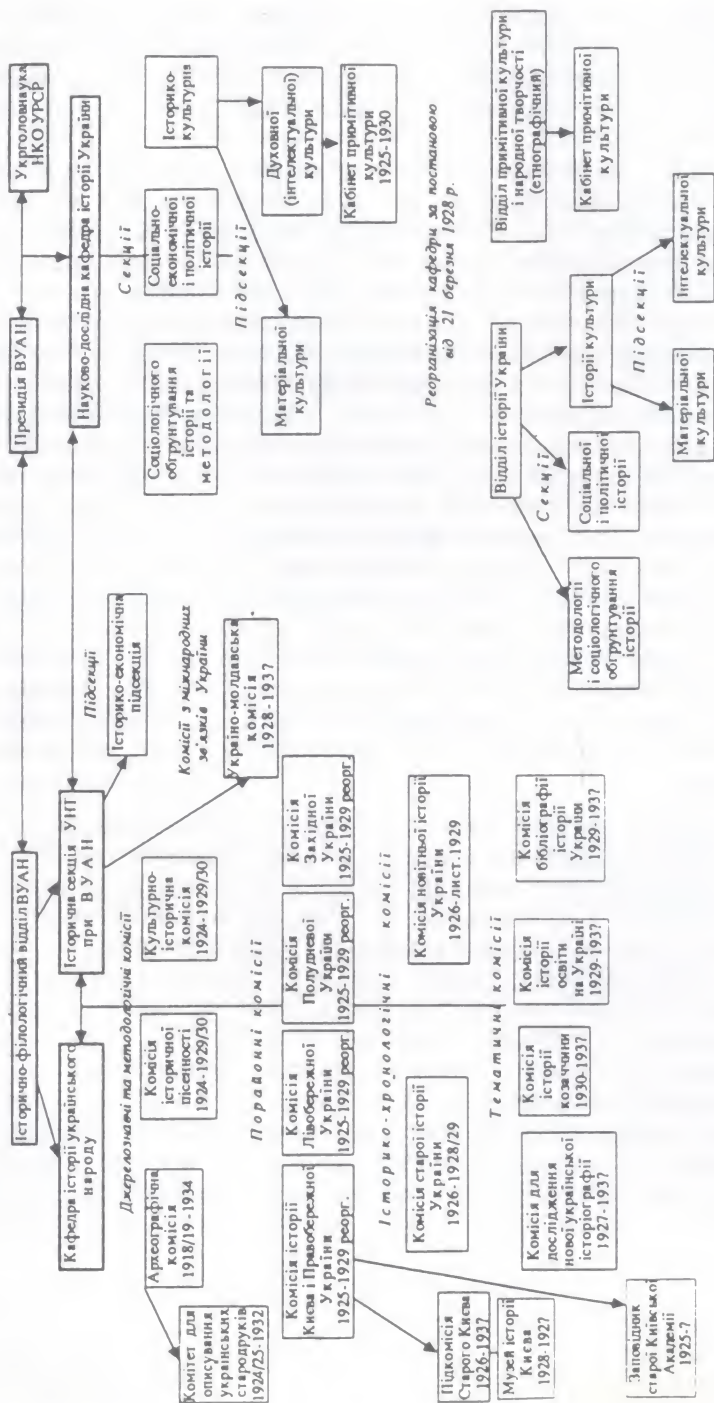 Історично-філологічний відділ ВУАН
Президія ВУАН
Укрголовнаука
НКО УРСР
Кафедра історії українського
народу
Історична секція УНТ
при ВУАН
Науково-дослідна кафедра історії України
Підсекції
Історико-економічна
підсекція
Секції
Соціологічного
обгрунтування
історії та
методології
Соціально-
економічної
і політичної
історії
Історико-
культурна
Підсекції
Матеріальної
культури
Духовної
(інтелектуальної)
культури
Кабінет примітивної
культури
1925-1930
Джерелознавчі та методологічні комісії
Археографічна
комісія
1918/19-1934
Комісія
історичної
пісенності
1924-1929/30
Культурно-
історична
комісія
1924-1929/30
Комісії з міжнародних
зв'язків України
Україно-молдавська
комісія
1928-193?
Комітет для
описування
українських
стародруків
1924/25-1932
Порайонні комісії
Комісія історії
Києва і Правобережної
України
1925-1929 реорг.
Комісія
Лівобережної
України
1925-1929 реорг.
Комісія
Полудневої
України
1925-1929 реорг.
Комісія
Західної
України
1925-1929 реорг.
Історико-хронологічні комісії
Комісія старої історії
України
1926-1928/29
Комісія новітньої історії
України
1926-лист.1929
Підкомісія
Старого Києва
1926-193?
Музей історії
Києва
1928-192?
Тематичні комісії
Комісія для
дослідження
нової української
історіографії
1927-193?
Комісія
історії
козаччини
1930-193?
Комісія
історії
освіти
на Україні
1929-193?
Комісія
бібліографії
історії
України
1929-193?
Заповідник
старої Київської
Академії
1925-?
Реорганізація кафедри за постановою
від 21 березня 1928 р.
Відділ історії України
Відділ примітивної культури
і народної творчості
(етнографічний)
Секції
Методології
і соціологічного
обгрунтування
історії
Соціальної
і політичної
історії
Історії культури
Кабінет примітивної
культури
Підсекції
Матеріальної
культури
Інтелектуальної
культури